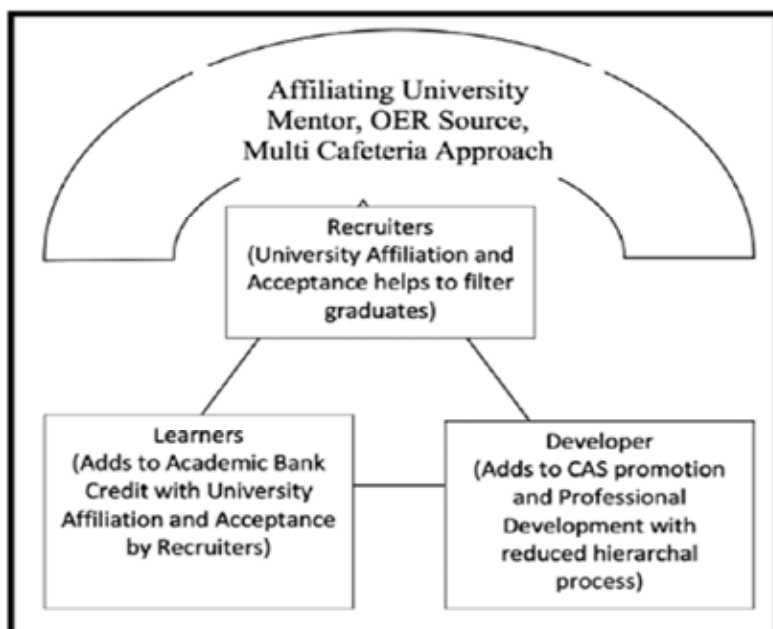 Affiliating University
Mentor, OER Source,
Multi Cafeteria Approach
Recruiters
(University Affiliation and
Acceptance helps to filter
graduates)
Learners
(Adds to Academic Bank
Credit with University
Affiliation and Acceptance
by Recruiters)
Developer
(Adds to CAS promotion
and Professional
Development with
reduced hierarchal
process)